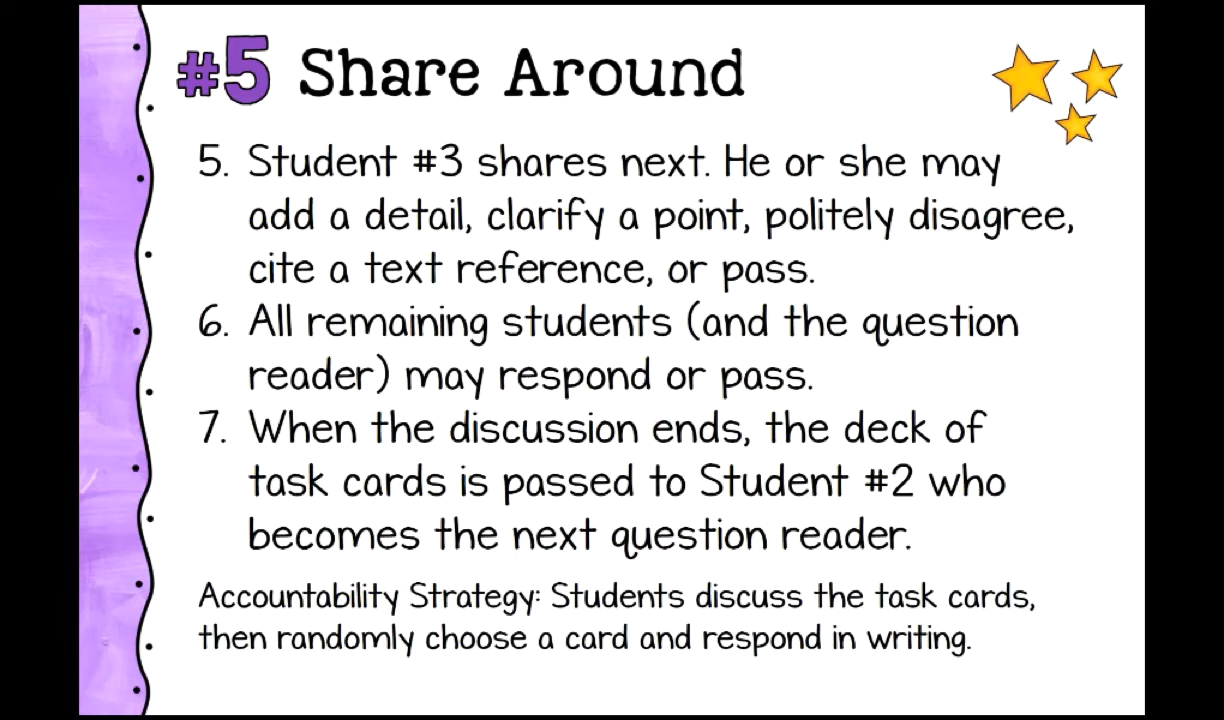 #5 Share Around
5. Student #3 shares next. He or she may
add a detail, clarify a point, politely disagree,
cite a text reference, or pass.
6. All remaining students (and the question
reader) may respond or pass.
7. When the discussion ends, the deck of
task cards is passed to Student #2 who
becomes the next question reader.
Accountability Strategy: Students discuss the task cards,
then randomly choose a card and respond in writing.